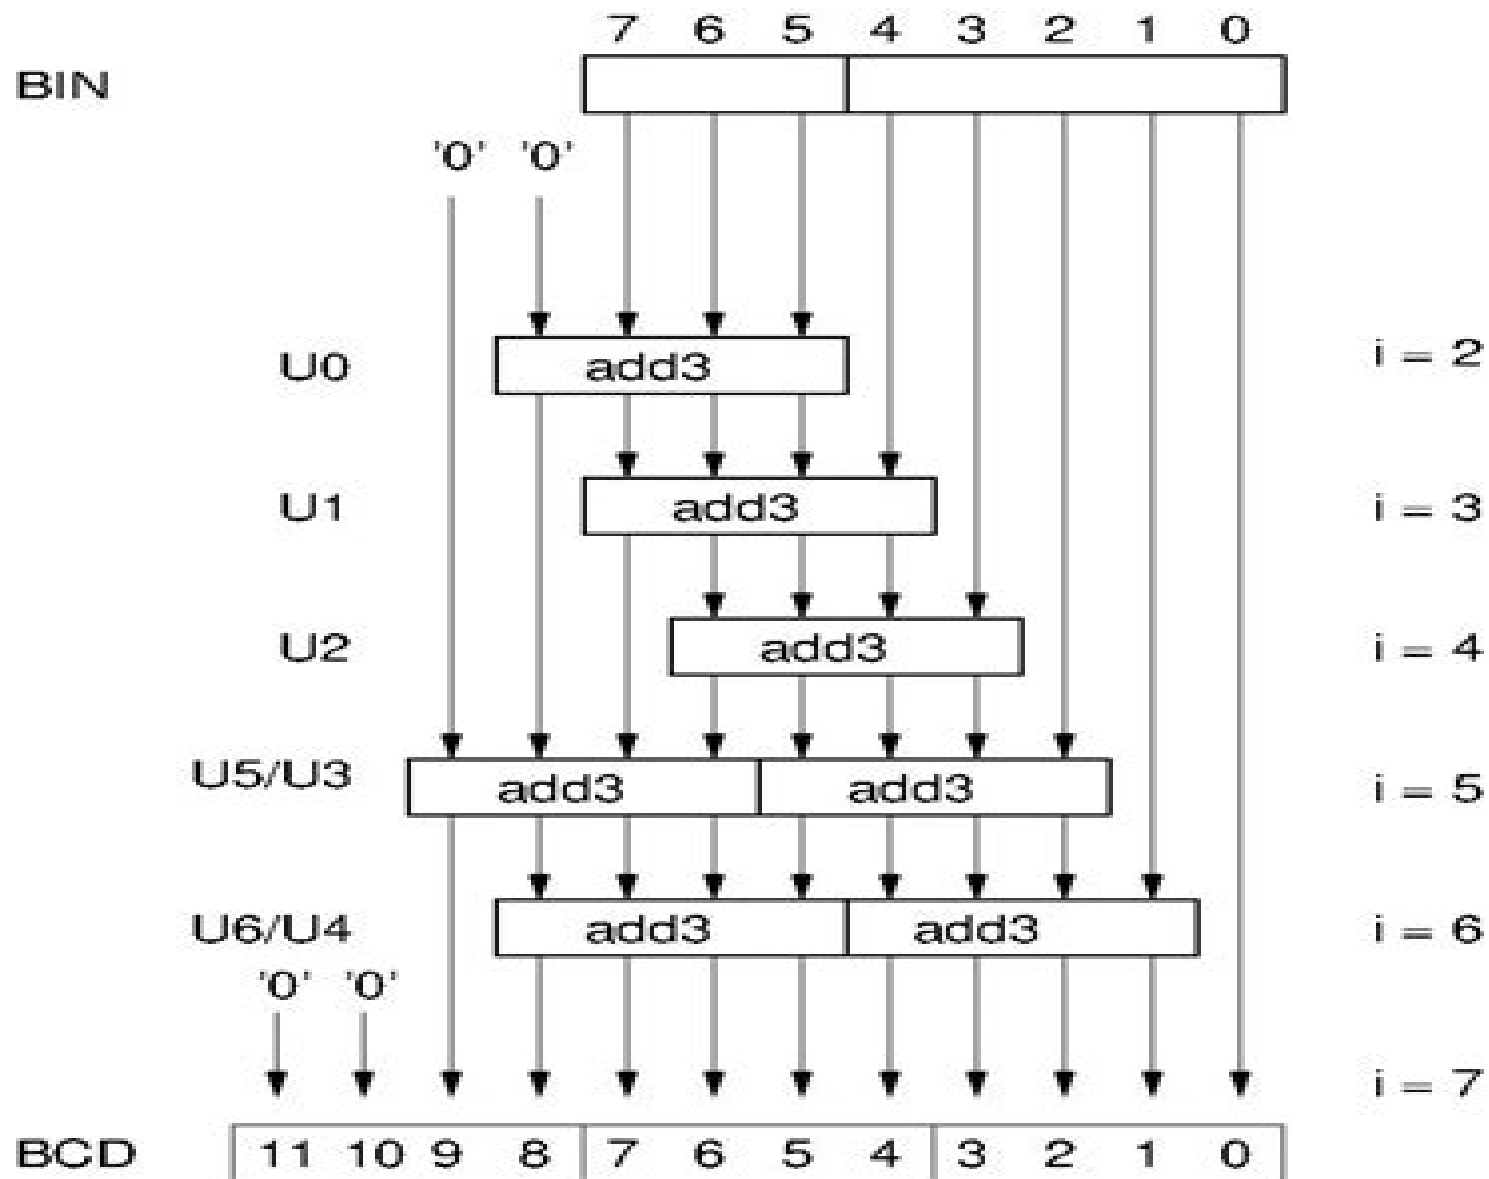 7 6 5 4 3 2 1 0
BIN
'0' '0'
U0 add3 i = 2
U1 add3 i = 3
U2 add3 i = 4
U5/U3 add3 add3 i = 5
U6/U4 add3 add3 i = 6
'0' '0'
i = 7
BCD 11 10 9 8 7 6 5 4 3 2 1 0